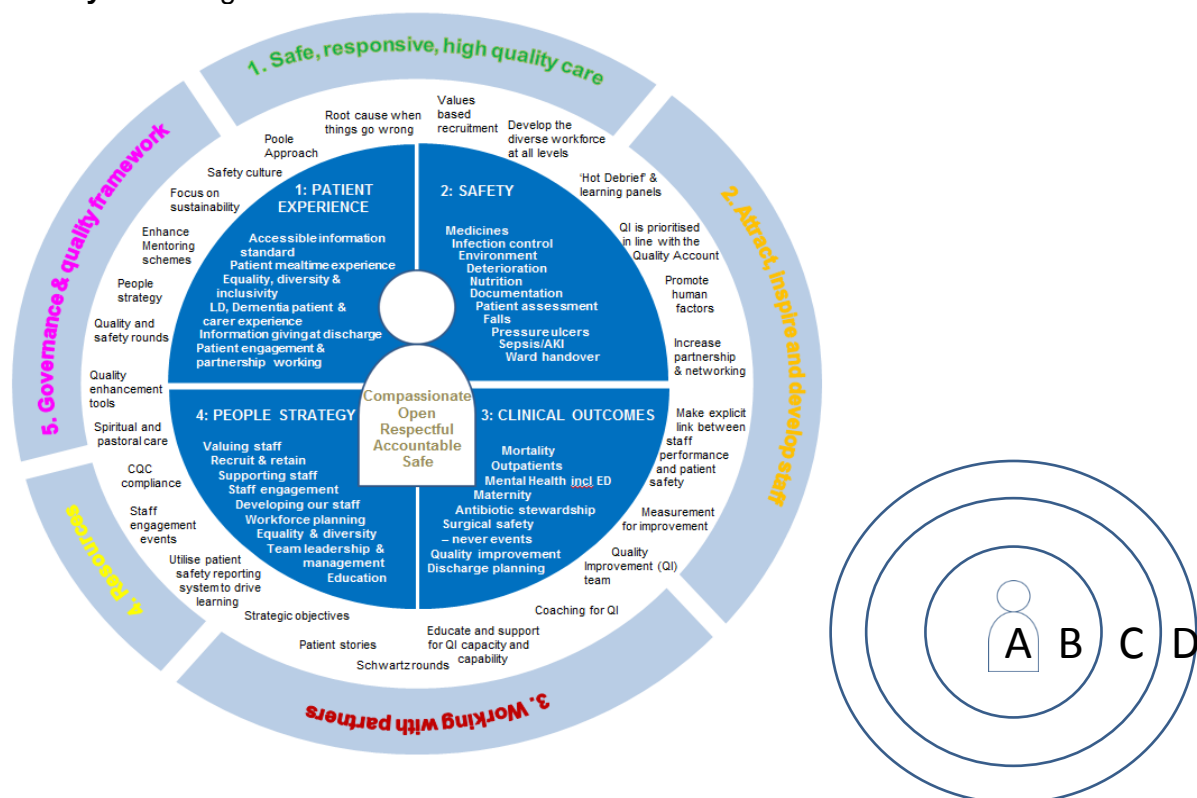 1. Safe, responsive, high quality care
2. Attract, inspire and develop staff
3. Working with partners
4. Resources
5. Governance & quality framework
Root cause when
things go wrong
Values
based
recruitment
Develop the
diverse workforce
at all levels
'Hot Debrief' &
learning panels
QI is prioritised
in line with the
Quality Account
Promote
human
factors
Increase
partnership
& networking
Make explicit
link between
staff
performance
and patient
safety
Measurement
for improvement
Quality
Improvement (QI)
team
Coaching for QI
Educate and support
for QI capacity and
capability
Schwartz rounds
Patient stories
Strategic objectives
Utilise patient
safety reporting
system to drive
learning
Staff
engagement
events
CQC
compliance
Spiritual and
pastoral care
Quality
enhancement
tools
Quality and
safety rounds
People
strategy
Enhance
Mentoring
schemes
Focus on
sustainability
Safety culture
Poole
Approach
1: PATIENT
EXPERIENCE
Accessible information
standard
Patient mealtime experience
Equality, diversity &
inclusivity
LD, Dementia patient &
carer experience
Information giving at discharge
Patient engagement &
partnership working
2: SAFETY
Medicines
Infection control
Environment
Deterioration
Nutrition
Documentation
Patient assessment
Falls
Pressure ulcers
Sepsis/AKI
Ward handover
3: CLINICAL OUTCOMES
Mortality
Outpatients
Mental Health incl ED
Maternity
Antibiotic stewardship
Surgical safety
– never events
Quality improvement
Discharge planning
4: PEOPLE STRATEGY
Valuing staff
Recruit & retain
Supporting staff
Staff engagement
Developing our staff
Workforce planning
Equality & diversity
Team leadership &
management
Education
Compassionate
Open
Respectful
Accountable
Safe
A B C D